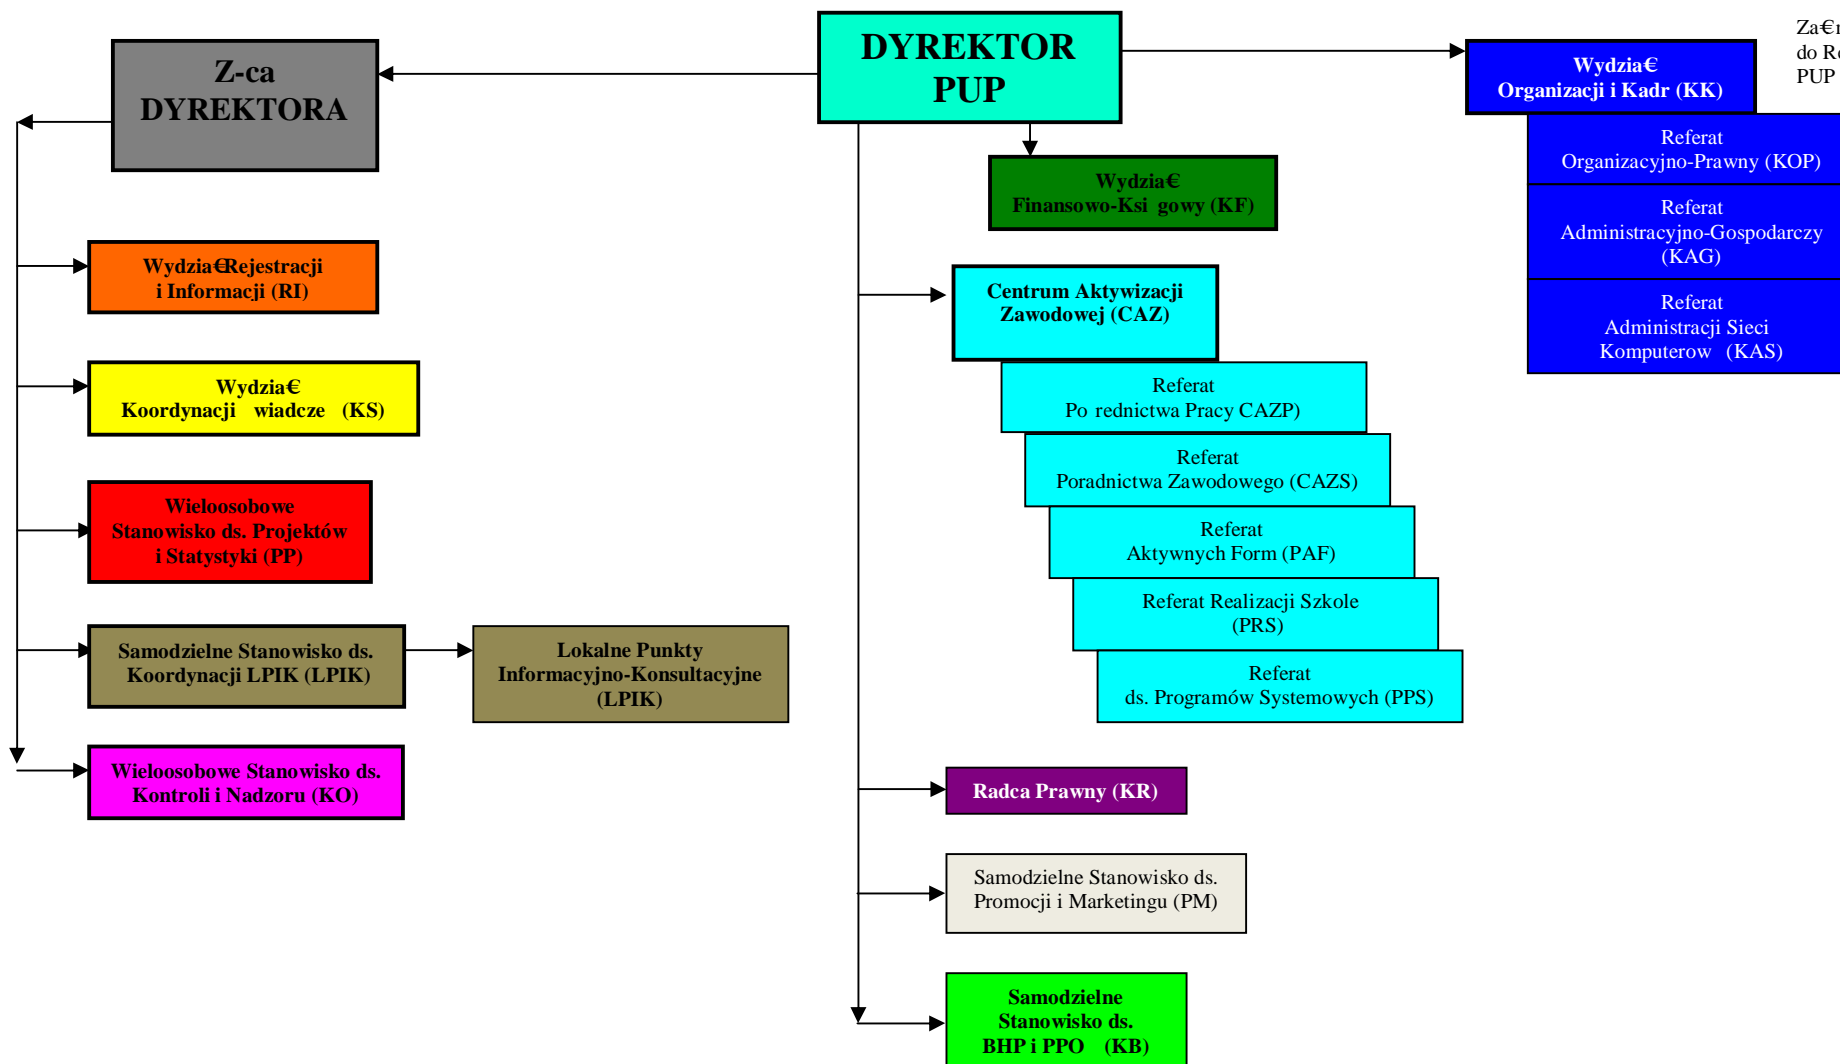 DYREKTOR
PUP
Z-ca
DYREKTORA
Wydzia€
Organizacji i Kadr (KK)
Za€
do
PUP
Referat
Organizacyjno-Prawny (KOP)
Referat
Administracyjno-Gospodarczy
(KAG)
Referat
Administracji Sieci
Komputerow (KAS)
Wydzia€
Finansowo-Ksi gowy (KF)
Wydzia€Rejestracji
i Informacji (RI)
Wydzia€
Koordynacji wiadcze (KS)
Wieloosobowe
Stanowisko ds. Projektów
i Statystyki (PP)
Samodzielne Stanowisko ds.
Koordynacji LPIK (LPIK)
Lokalne Punkty
Informacyjno-Konsultacyjne
(LPIK)
Wieloosobowe Stanowisko ds.
Kontroli i Nadzoru (KO)
Centrum Aktywizacji
Zawodowej (CAZ)
Referat
Po rednictwa Pracy CAZP)
Referat
Poradnictwa Zawodowego (CAZS)
Referat
Aktywnych Form (PAF)
Referat Realizacji Szkole
(PRS)
Referat
ds. Programów Systemowych (PPS)
Radca Prawny (KR)
Samodzielne Stanowisko ds.
Promocji i Marketingu (PM)
Samodzielne
Stanowisko ds.
BHP i PPO (KB)